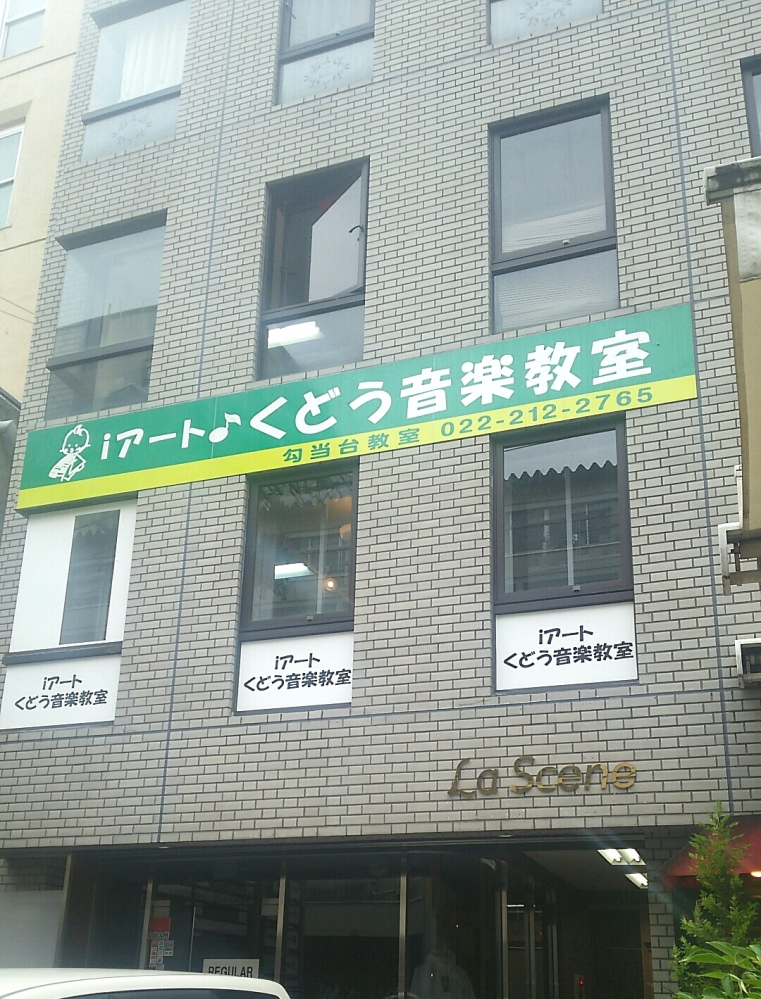 iアート♪くどう音楽教室
勾当台教室 022-212-2765
iアート
くどう音楽教室
iアート
くどう音楽教室
iアート
くどう音楽教室
La Scene
REGULAR